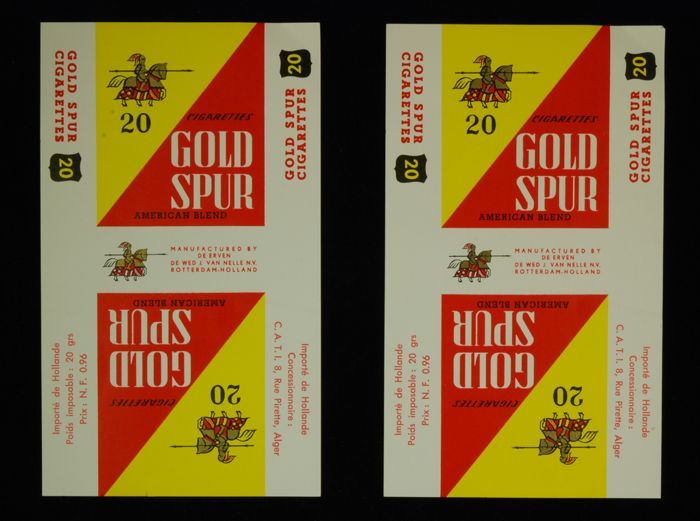 GOLD SPUR
CIGARETTES
20
20
20
CIGARETTES
GOLD
SPUR
AMERICAN BLEND
MANUFACTURED BY
DE ERVEN
DE WED J. VAN NELLE N.V.
ROTTERDAM-HOLLAND
GOLD SPUR
CIGARETTES
AMERICAN BLEND
GOLD
SPUR
CIGARETTES
20
Importé de Hollande
Poids imposable : 20 grs
Prix : N. F. 0.96
Importé de Hollande
Concessionnaire :
C. A. T. I. 8, Rue Pirette, Alger
GOLD SPUR
CIGARETTES
20
20
20
CIGARETTES
GOLD
SPUR
AMERICAN BLEND
MANUFACTURED BY
DE ERVEN
DE WED J. VAN NELLE N.V.
ROTTERDAM-HOLLAND
GOLD SPUR
CIGARETTES
AMERICAN BLEND
GOLD
SPUR
CIGARETTES
20
Importé de Hollande
Poids imposable : 20 grs
Prix : N. F. 0.96
Importé de Hollande
Concessionnaire :
C. A. T. I. 8, Rue Pirette, Alger